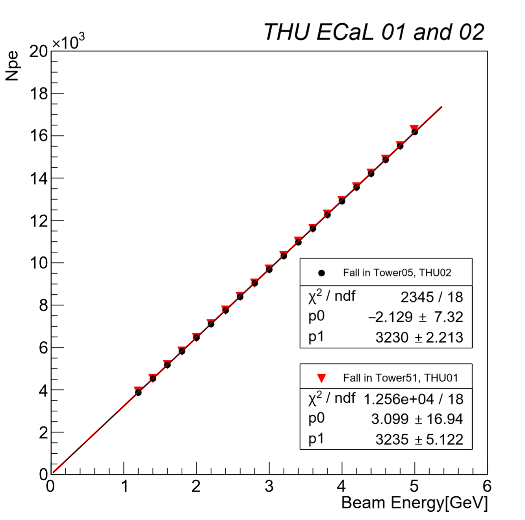 THU ECaL 01 and 02
×10³
Npe
20
18
16
14
12
10
8
6
4
2
0
Fall in Tower05, THU02
χ² / ndf 2345 / 18
p0 −2.129 ± 7.32
p1 3230 ± 2.213
Fall in Tower51, THU01
χ² / ndf 1.256e+04 / 18
p0 3.099 ± 16.94
p1 3235 ± 5.122
0 1 2 3 4 5 6
Beam Energy[GeV]